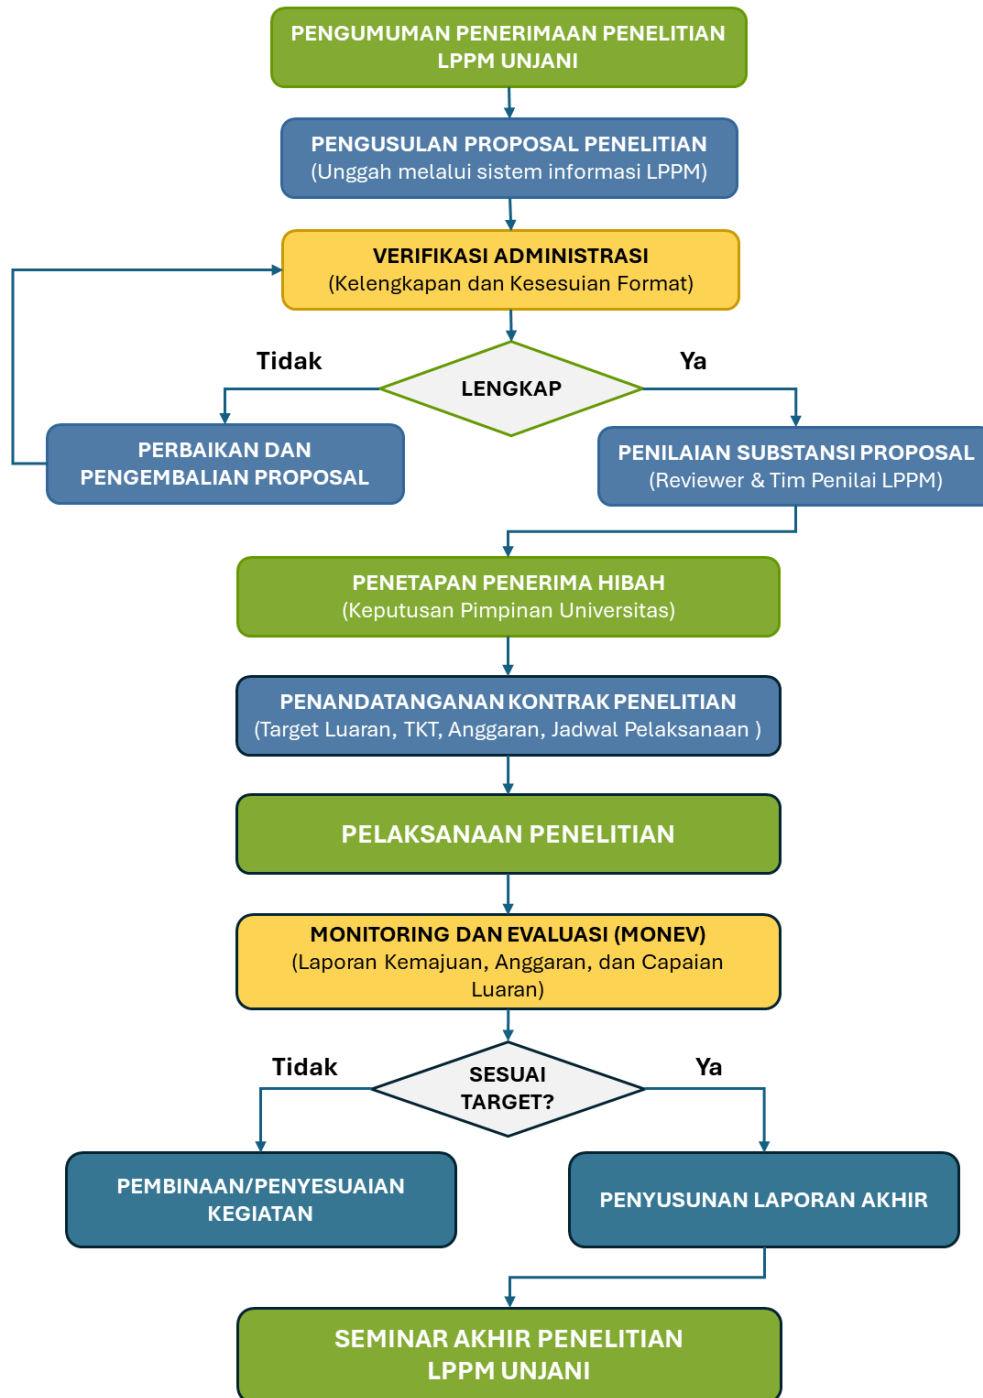 PENGUMUMAN PENERIMAAN PENELITIAN
LPPM UNJANI
PENGUSULAN PROPOSAL PENELITIAN
(Unggah melalui sistem informasi LPPM)
VERIFIKASI ADMINISTRASI
(Kelengkapan dan Kesesuian Format)
Tidak
Ya
LENGKAP
PERBAIKAN DAN
PENGEMBALIAN PROPOSAL
PENILAIAN SUBSTANSI PROPOSAL
(Reviewer & Tim Penilai LPPM)
PENETAPAN PENERIMA HIBAH
(Keputusan Pimpinan Universitas)
PENANDATANGANAN KONTRAK PENELITIAN
(Target Luaran, TKT, Anggaran, Jadwal Pelaksanaan )
PELAKSANAAN PENELITIAN
MONITORING DAN EVALUASI (MONEV)
(Laporan Kemajuan, Anggaran, dan Capaian
Luaran)
Tidak
Ya
SESUAI
TARGET?
PEMBINAAN/PENYESUAIAN
KEGIATAN
PENYUSUNAN LAPORAN AKHIR
SEMINAR AKHIR PENELITIAN
LPPM UNJANI